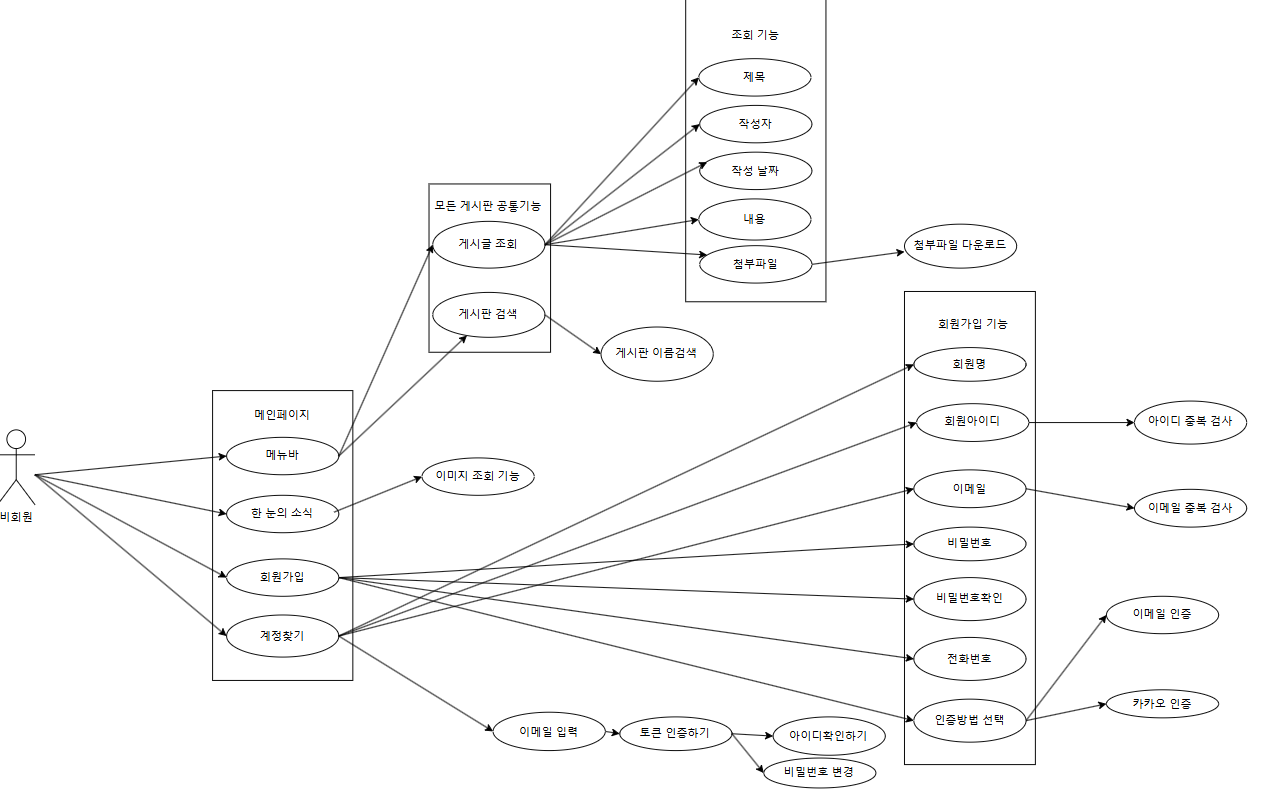 조회 기능
제목
작성자
작성 날짜
내용
첨부파일
첨부파일 다운로드
모든 게시판 공통기능
게시글 조회
게시판 검색
게시판 이름검색
메인페이지
메뉴바
한 눈의 소식
회원가입
계정찾기
이미지 조회 기능
비회원
회원가입 기능
회원명
회원아이디
이메일
비밀번호
비밀번호확인
전화번호
인증방법 선택
아이디 중복 검사
이메일 중복 검사
이메일 인증
카카오 인증
이메일 입력
토큰 인증하기
아이디확인하기
비밀번호 변경